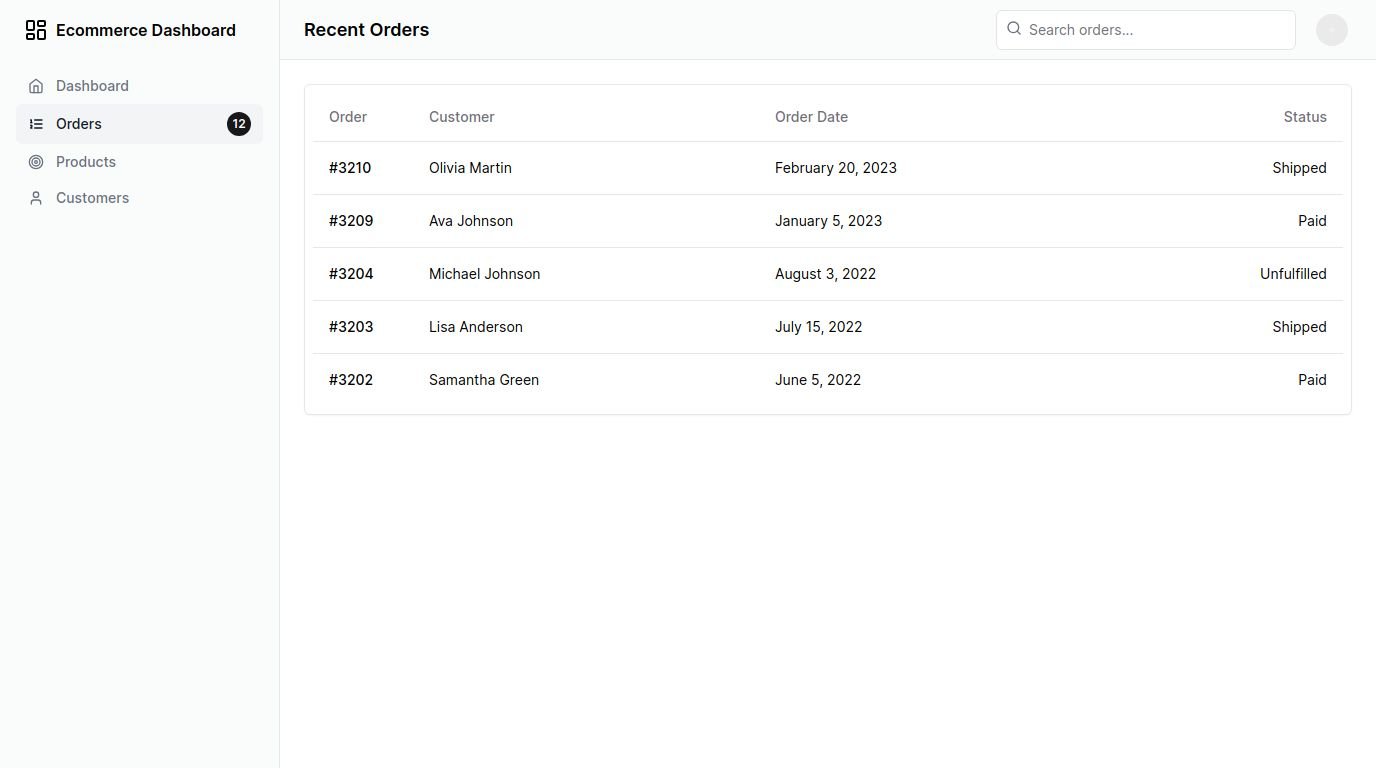 Ecommerce Dashboard
Dashboard
Orders 12
Products
Customers
Recent Orders
Search orders...
Order Customer Order Date Status
#3210 Olivia Martin February 20, 2023 Shipped
#3209 Ava Johnson January 5, 2023 Paid
#3204 Michael Johnson August 3, 2022 Unfulfilled
#3203 Lisa Anderson July 15, 2022 Shipped
#3202 Samantha Green June 5, 2022 Paid